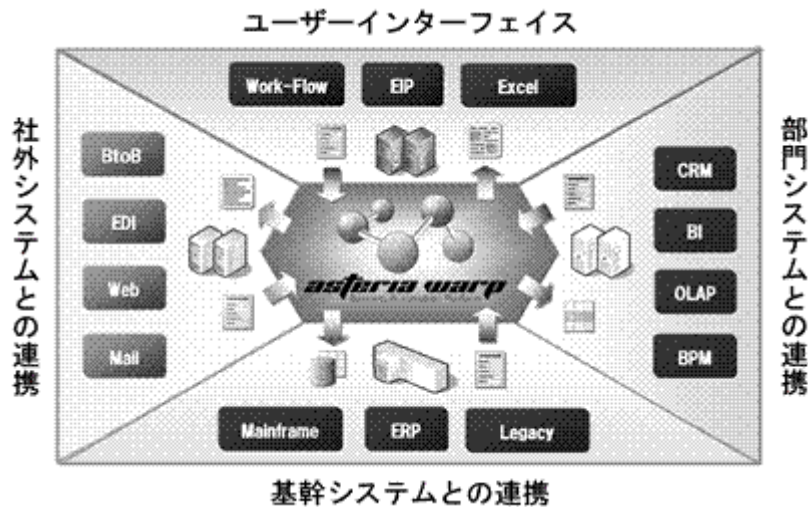 ユーザーインターフェイス
Work-Flow
EIP
Excel
社外システムとの連携
BtoB
EDI
Web
Mail
部門システムとの連携
CRM
BI
OLAP
BPM
asteria warp
Mainframe
ERP
Legacy
基幹システムとの連携